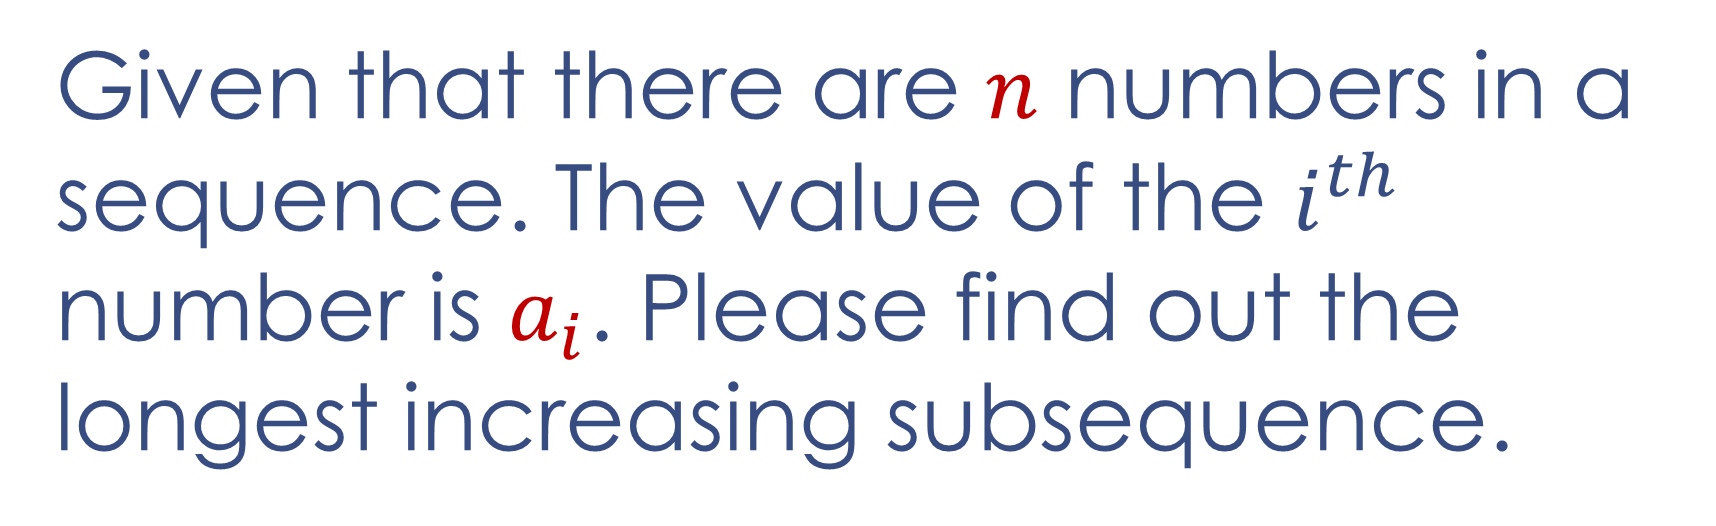 Given that there are n numbers in a
sequence. The value of the i^th
number is a_i. Please find out the
longest increasing subsequence.